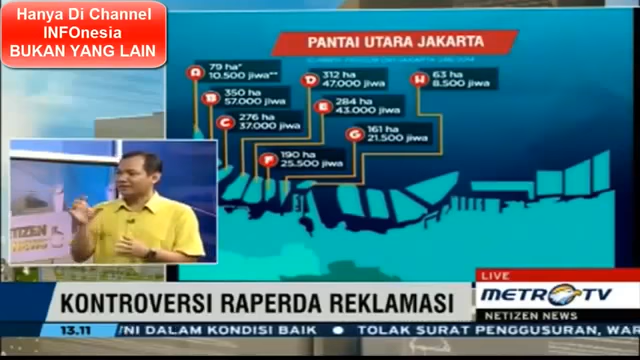 Hanya Di Channel
INFOnesia
BUKAN YANG LAIN
PANTAI UTARA JAKARTA
A
79 ha*
10.500 jiwa**
B
350 ha
57.000 jiwa
C
276 ha
37.000 jiwa
D
312 ha
47.000 jiwa
E
284 ha
43.000 jiwa
F
190 ha
25.500 jiwa
G
161 ha
21.500 jiwa
63 ha
8.500 jiwa
LIVE
KONTROVERSI RAPERDA REKLAMASI
METRO TV
NETIZEN NEWS
13.11
/NI DALAM KONDISI BAIK
TOLAK SURAT PENGGUSURAN, WAR